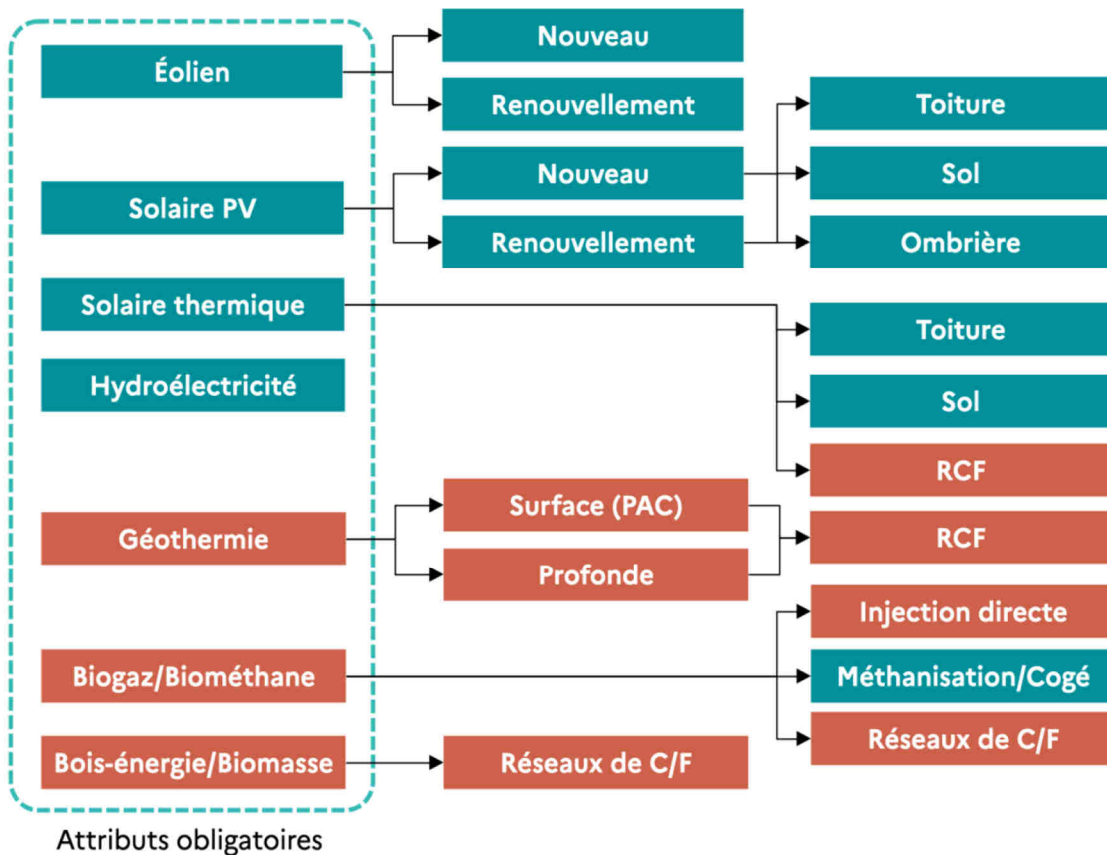 Éolien
Nouveau
Renouvellement
Toiture
Solaire PV
Nouveau
Sol
Renouvellement
Ombrière
Solaire thermique
Toiture
Hydroélectricité
Sol
RCF
Géothermie
Surface (PAC)
RCF
Profonde
Injection directe
Biogaz/Biométhane
Méthanisation/Cogé
Réseaux de C/F
Bois-énergie/Biomasse
Réseaux de C/F
Attributs obligatoires